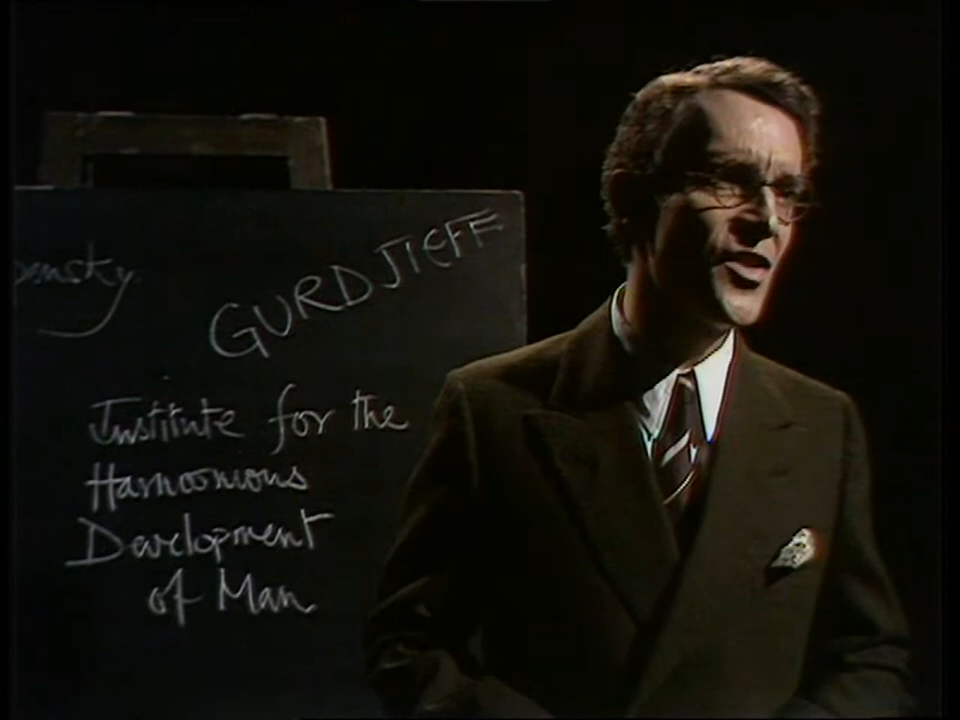 GURDJIEFF
Institute for the
Harmonious
Development
of Man